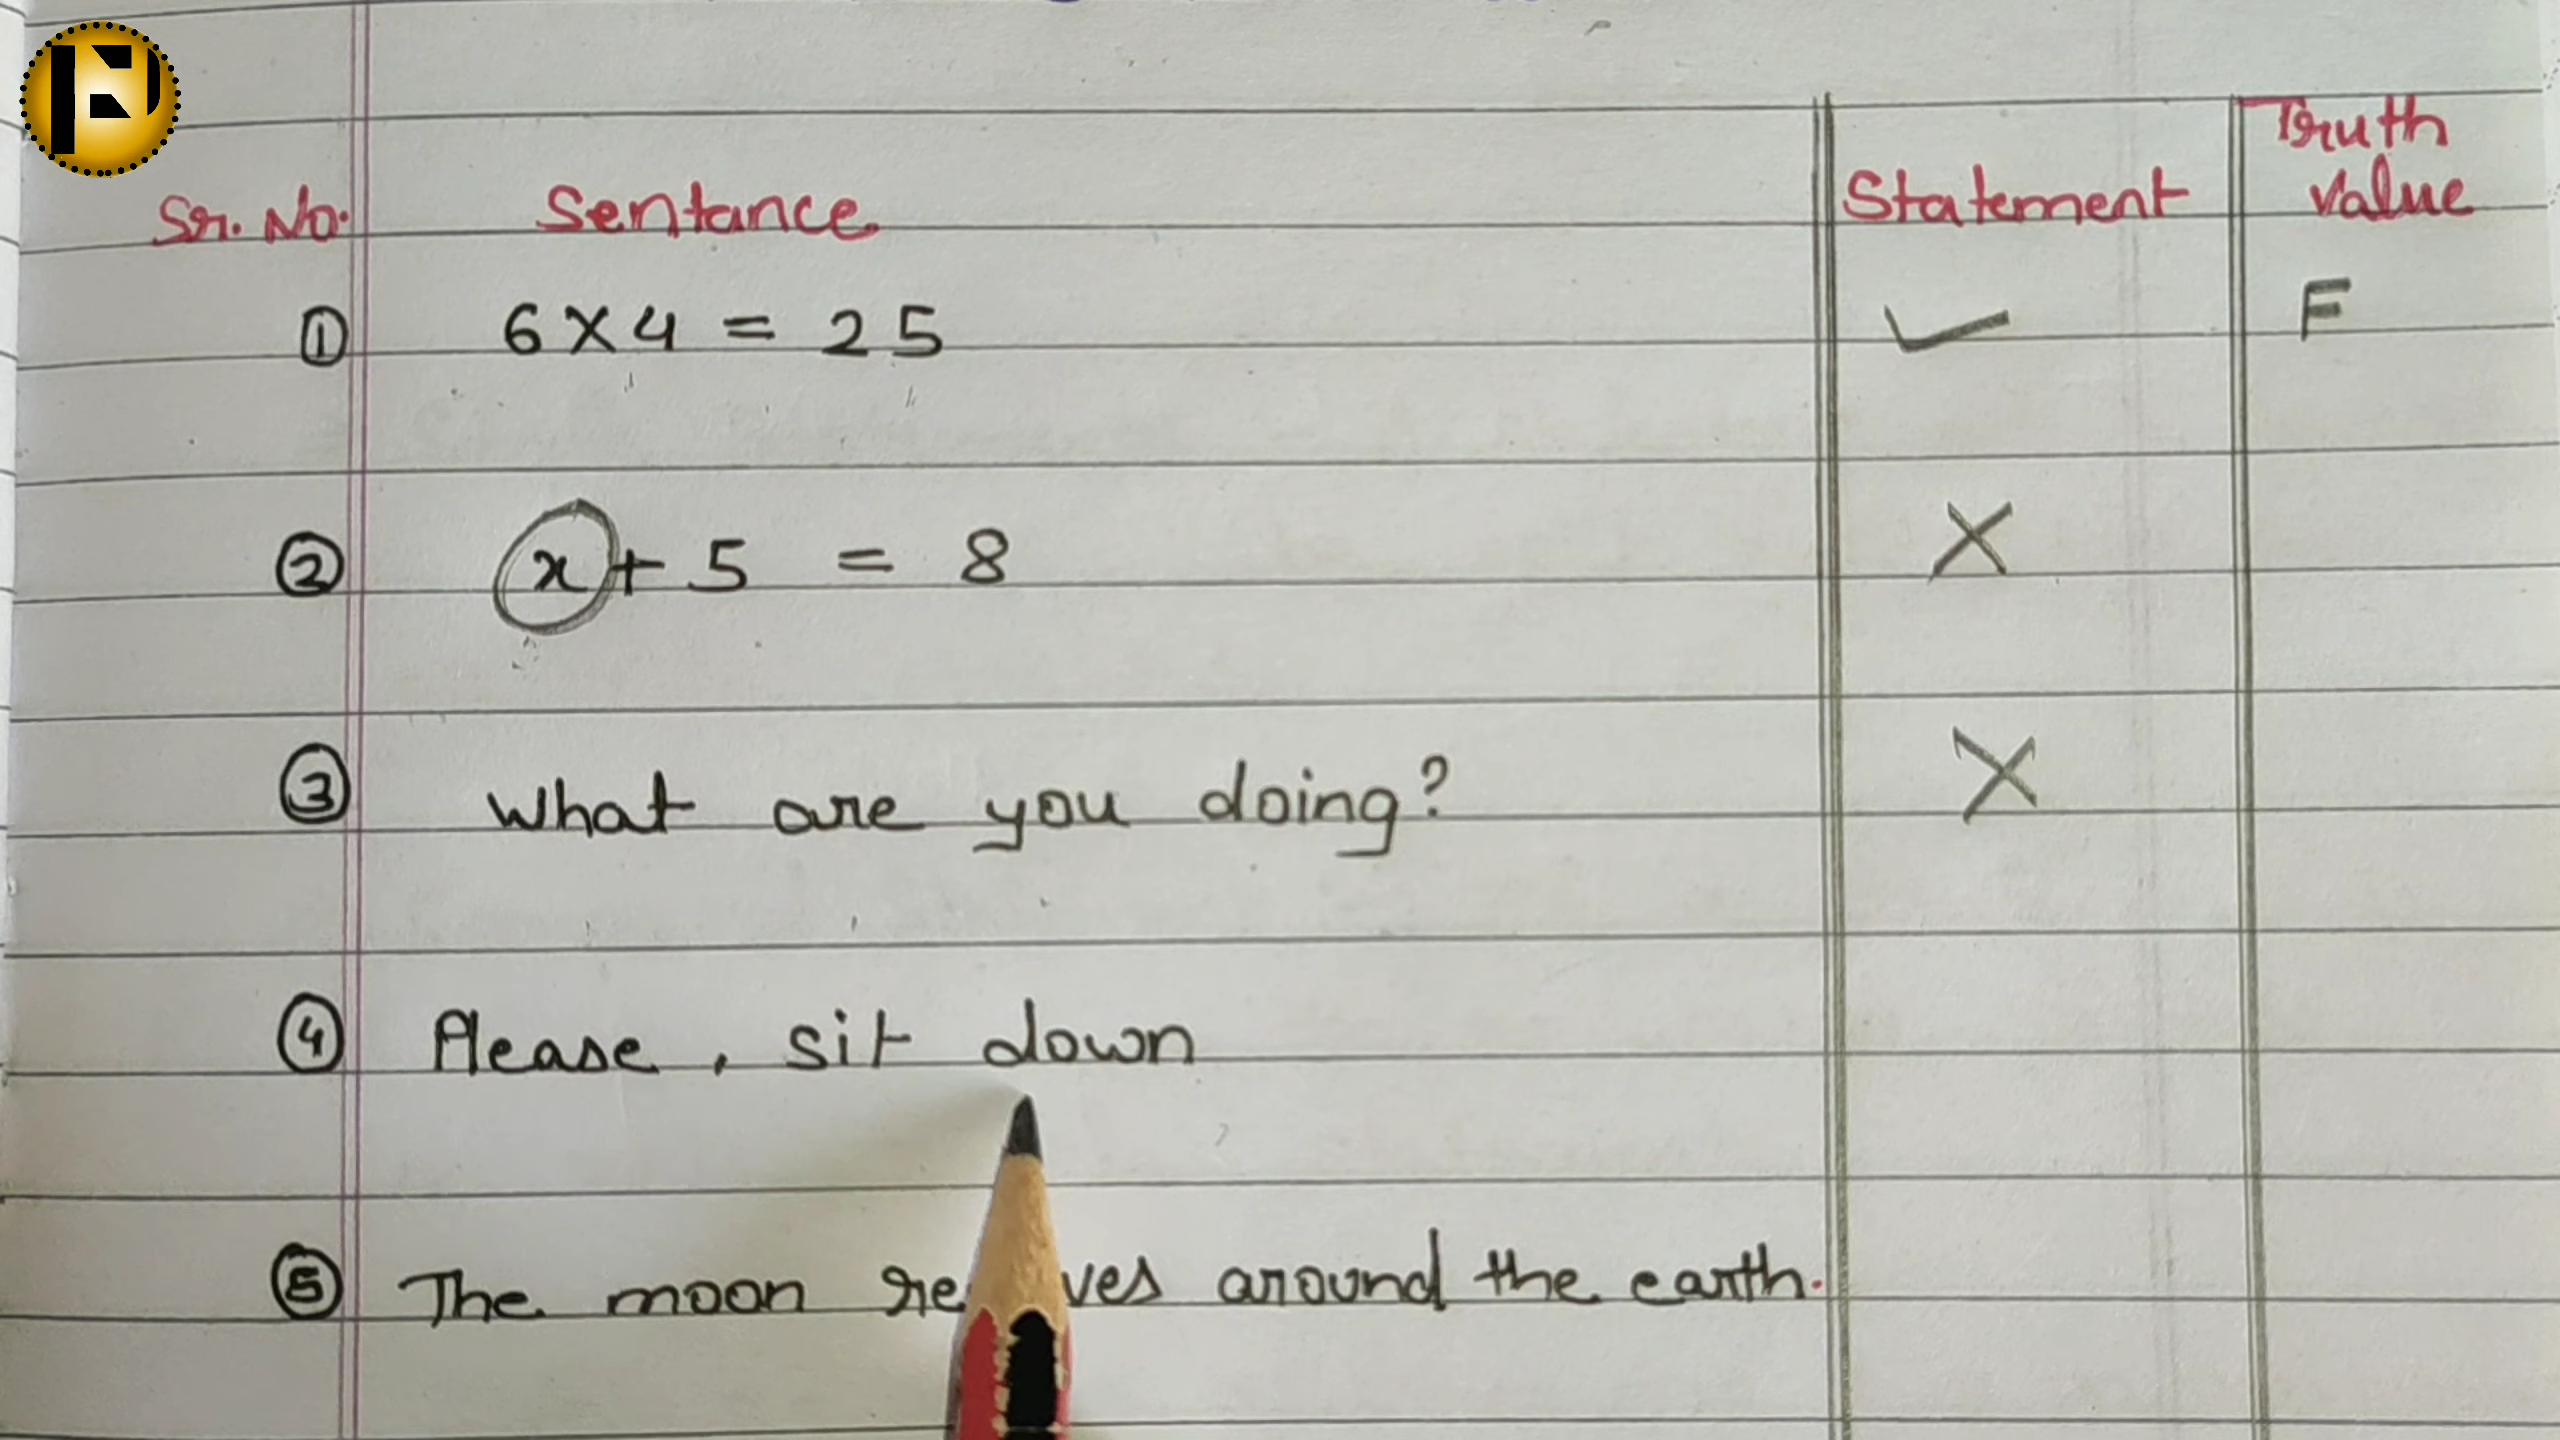 Sr. No. Sentance Statement Truth Value
① 6 × 4 = 25 ✓ F
② x + 5 = 8 ×
③ What are you doing? ×
④ Please, sit down
⑤ The moon re ves around the earth.